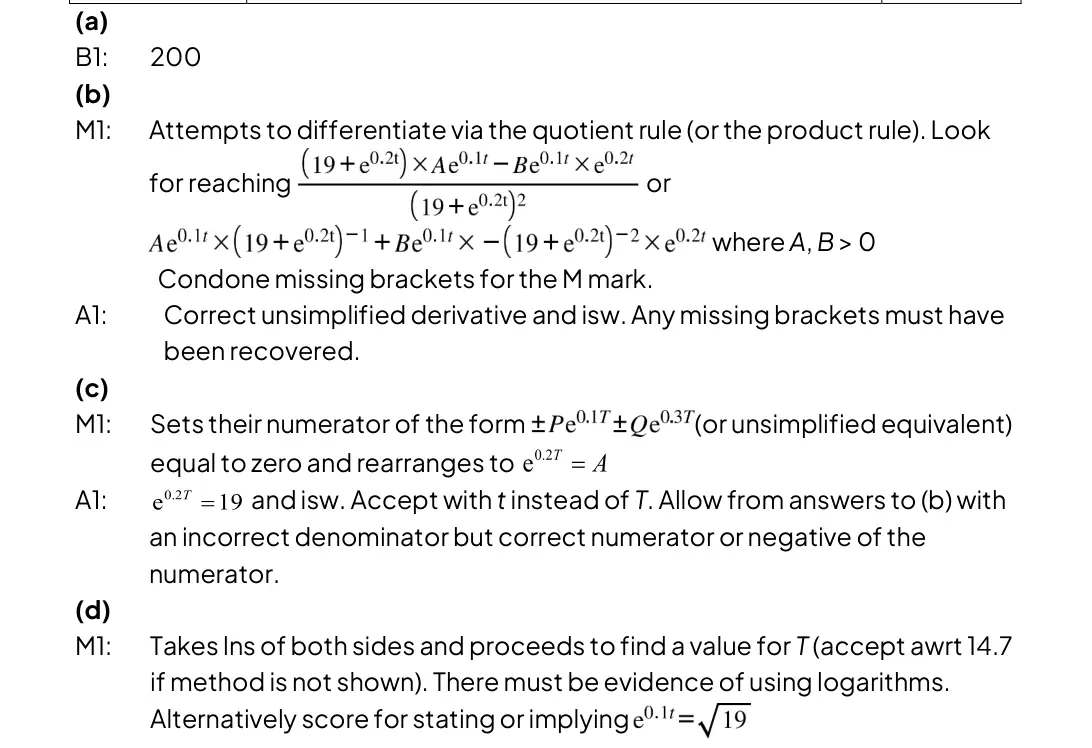 (a)
B1: 200
(b)
M1: Attempts to differentiate via the quotient rule (or the product rule). Look
for reaching ((19+e^{0.2t})×Ae^{0.1t}−Be^{0.1t}×e^{0.2t})/((19+e^{0.2t})^2) or
Ae^{0.1t}×(19+e^{0.2t})^{−1}+Be^{0.1t}×−(19+e^{0.2t})^{−2}×e^{0.2t} where A, B > 0
Condone missing brackets for the M mark.
A1: Correct unsimplified derivative and isw. Any missing brackets must have
been recovered.
(c)
M1: Sets their numerator of the form ±Pe^{0.1T}±Qe^{0.3T}(or unsimplified equivalent)
equal to zero and rearranges to e^{0.2T} = A
A1: e^{0.2T} =19 and isw. Accept with t instead of T. Allow from answers to (b) with
an incorrect denominator but correct numerator or negative of the
numerator.
(d)
M1: Takes lns of both sides and proceeds to find a value for T (accept awrt 14.7
if method is not shown). There must be evidence of using logarithms.
Alternatively score for stating or implying e^{0.1t}=√19